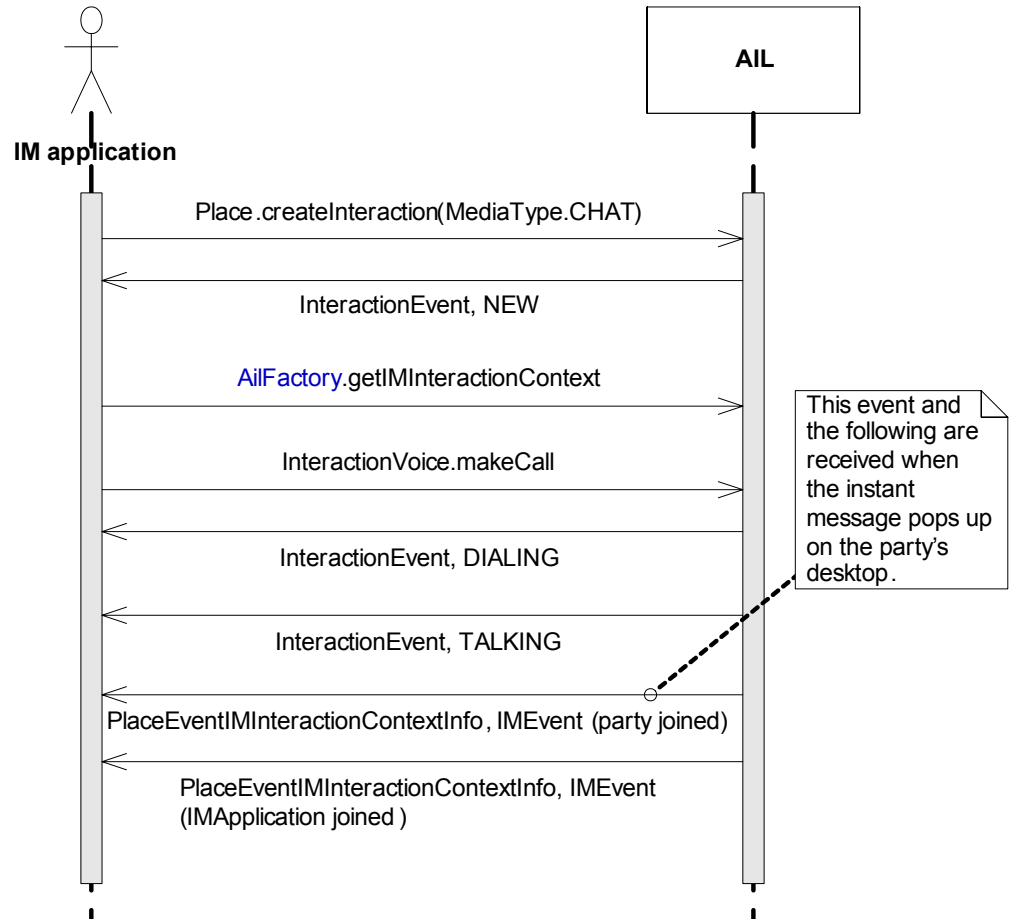 AIL
IM application
Place.createInteraction(MediaType.CHAT)
InteractionEvent, NEW
AilFactory.getIMInteractionContext
InteractionVoice.makeCall
This event and
the following are
received when
the instant
message pops up
on the party's
desktop.
InteractionEvent, DIALING
InteractionEvent, TALKING
PlaceEventIMInteractionContextInfo, IMEvent (party joined)
PlaceEventIMInteractionContextInfo, IMEvent
(IMApplication joined )